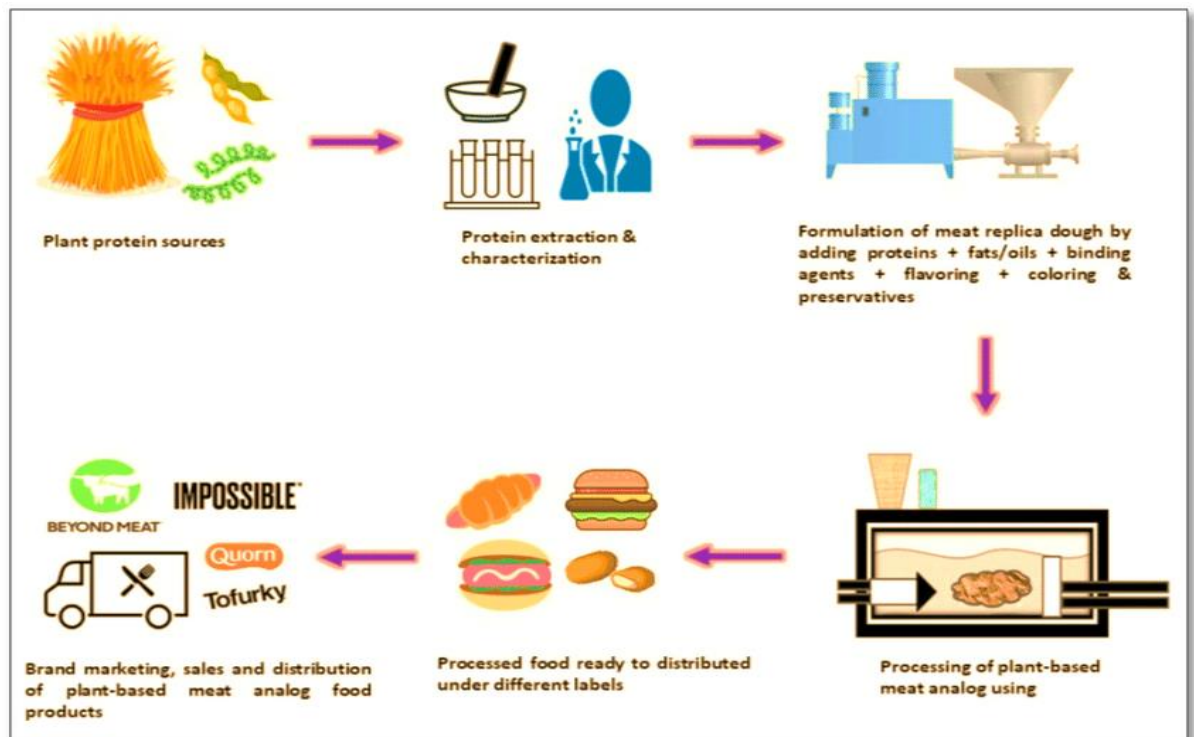 Plant protein sources
Protein extraction &
characterization
Formulation of meat replica dough by
adding proteins + fats/oils + binding
agents + flavoring + coloring &
preservatives
BEYOND MEAT
IMPOSSIBLE
Quorn
Tofurky
Brand marketing, sales and distribution
of plant-based meat analog food
products
Processed food ready to distributed
under different labels
Processing of plant-based
meat analog using